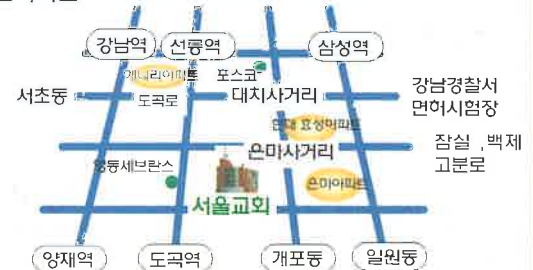 강남역
선릉역
삼성역
개나리아파트
포스코
서초동
도곡로
대치사거리
강남경찰서
면허시험장
현대 효성아파트
은마사거리
잠실 ,백제
고분로
영동세브란스
은마아파트
서울교회
양재역
도곡역
개포동
일원동